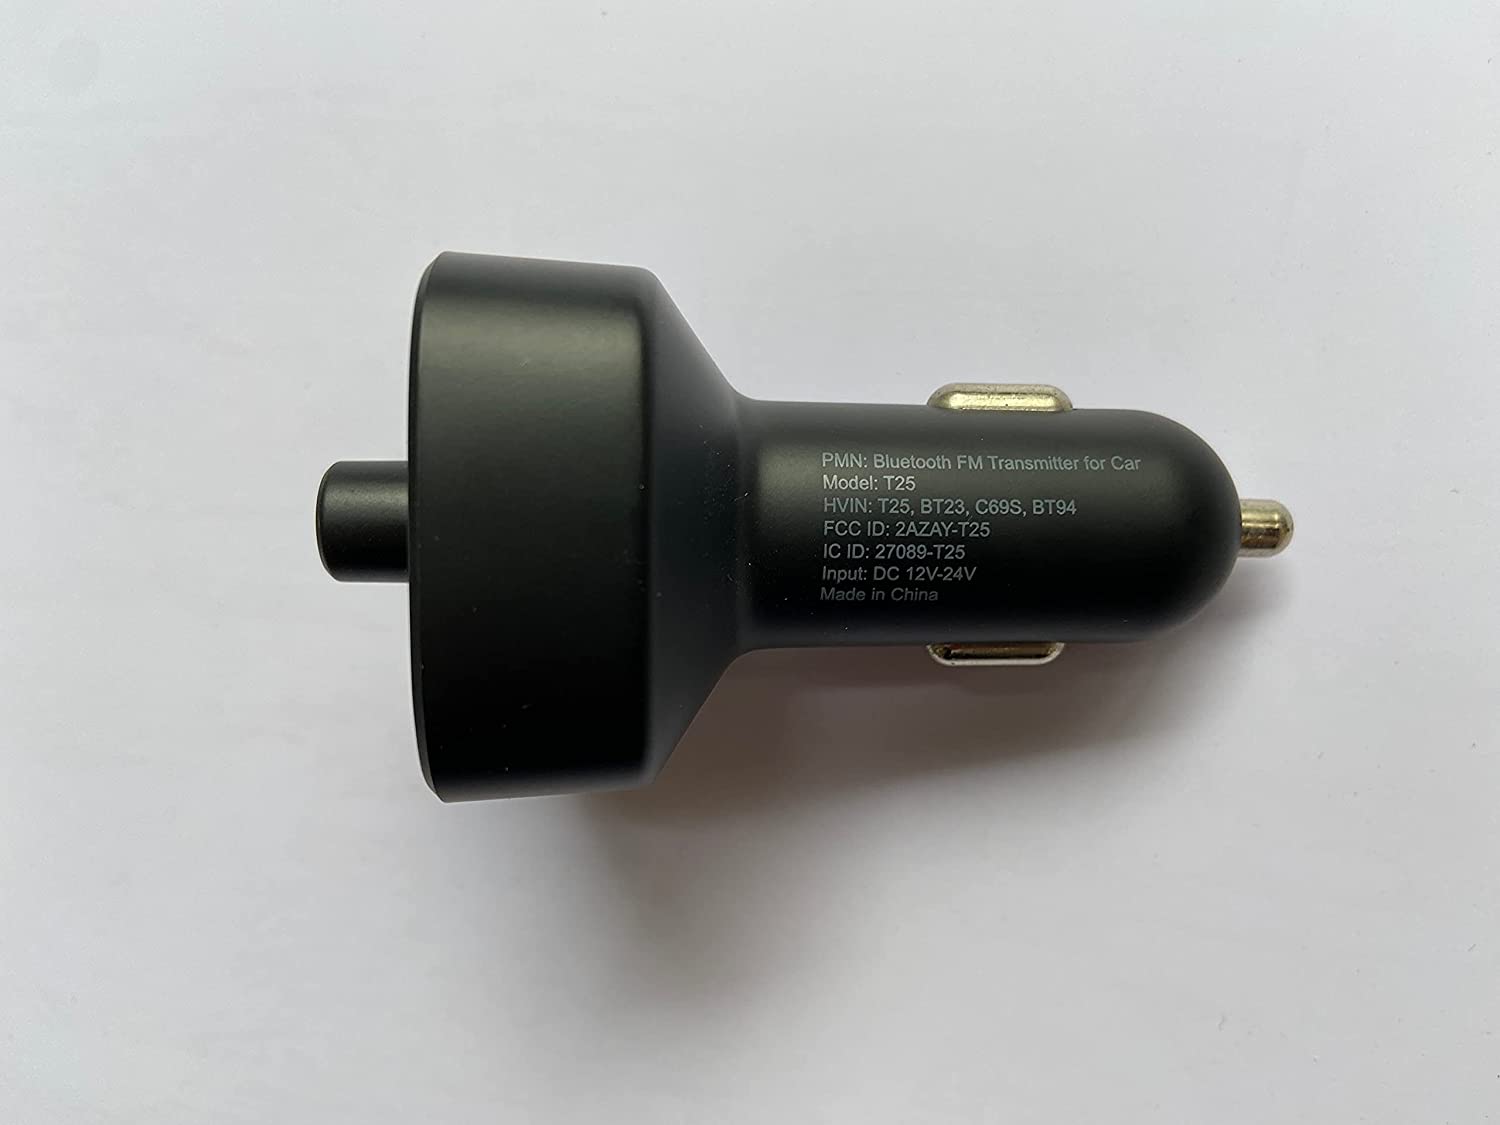 PMN: Bluetooth FM Transmitter for Car
Model: T25
HVIN: T25, BT23, C69S, BT94
FCC ID: 2AZAY-T25
IC ID: 27089-T25
Input: DC 12V-24V
Made in China